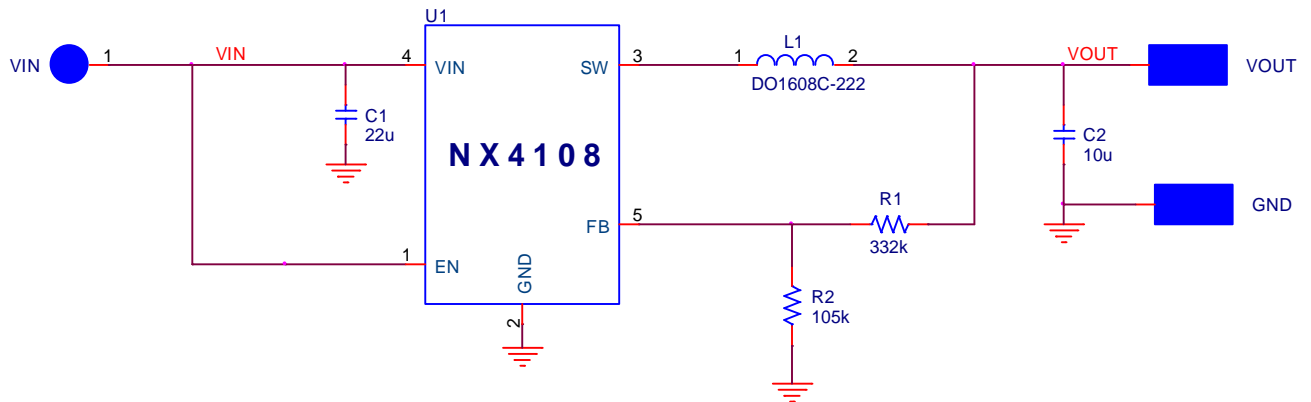 U1
VIN
1
VIN
4
VIN
SW
3
1
L1
2
DO1608C-222
VOUT
VOUT
C1
22u
NX4108
C2
10u
GND
FB
5
R1
332k
1
EN
GND
2
R2
105k